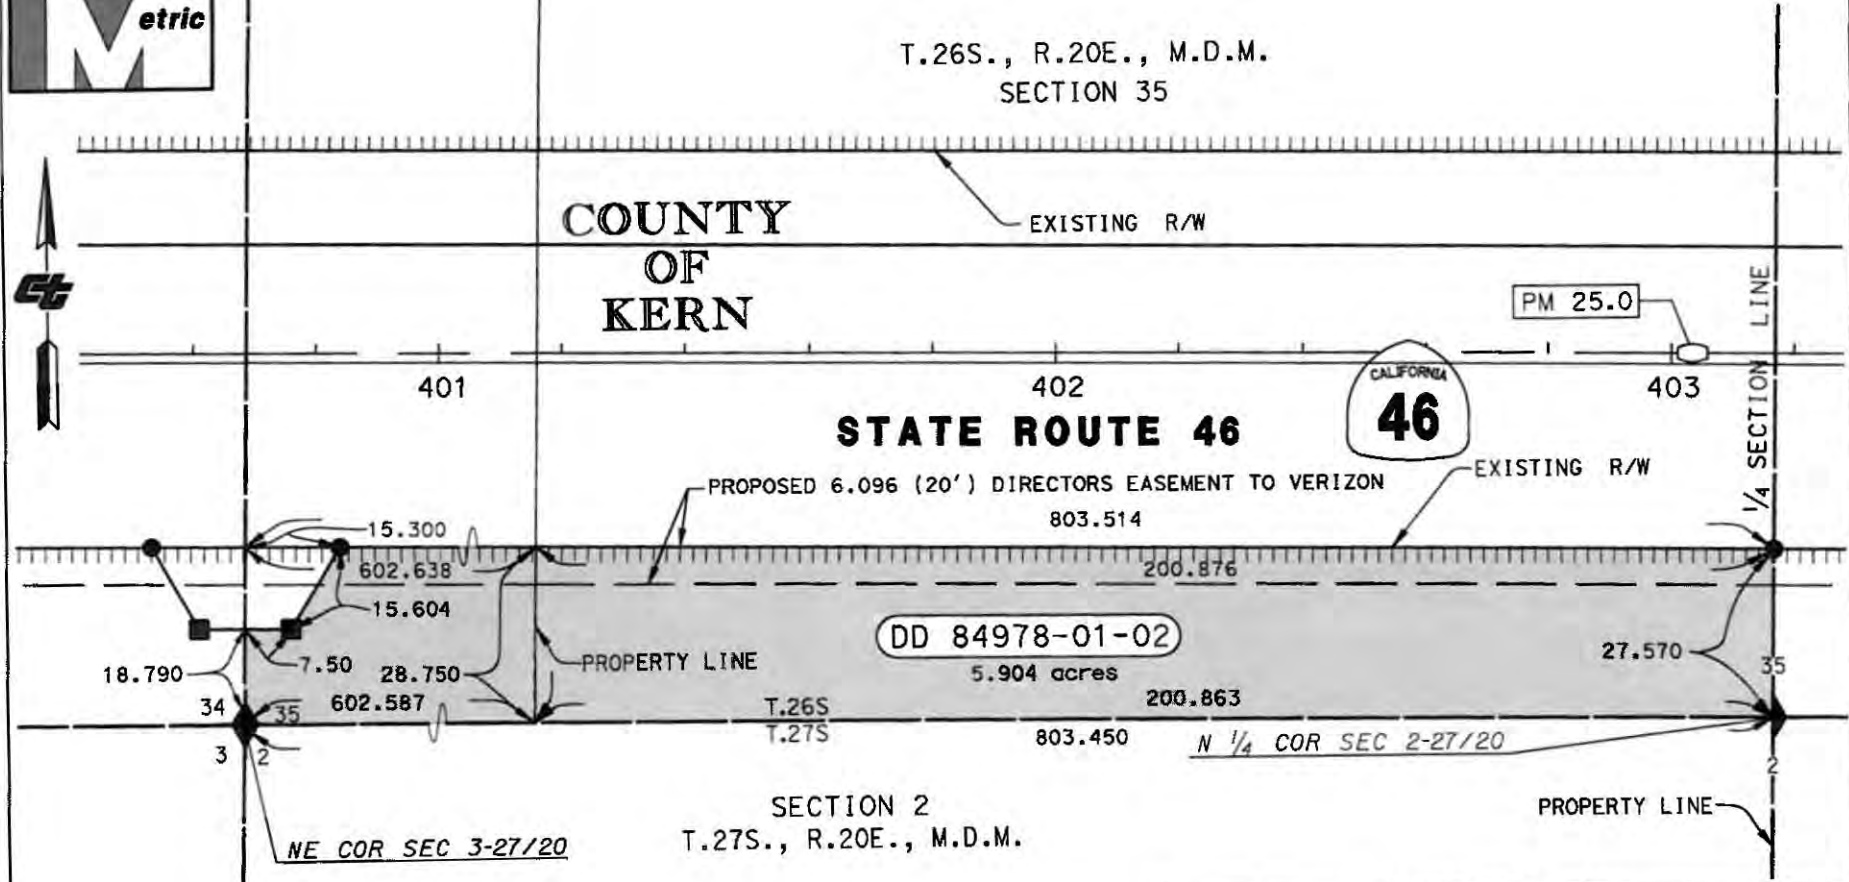 etric
T.26S., R.20E., M.D.M.
SECTION 35
EXISTING R/W
COUNTY
OF
KERN
PM 25.0
1/4 SECTION LINE
401
402
403
CALIFORNIA
46
STATE ROUTE 46
EXISTING R/W
PROPOSED 6.096 (20') DIRECTORS EASEMENT TO VERIZON
803.514
15.300
602.638
200.876
15.604
DD 84978-01-02
5.904 acres
PROPERTY LINE
27.570
35
18.790
7.50
28.750
602.587
34
35
T.26S
T.27S
200.863
803.450
N 1/4 COR SEC 2-27/20
3
2
2
SECTION 2
T.27S., R.20E., M.D.M.
PROPERTY LINE
NE COR SEC 3-27/20
ct